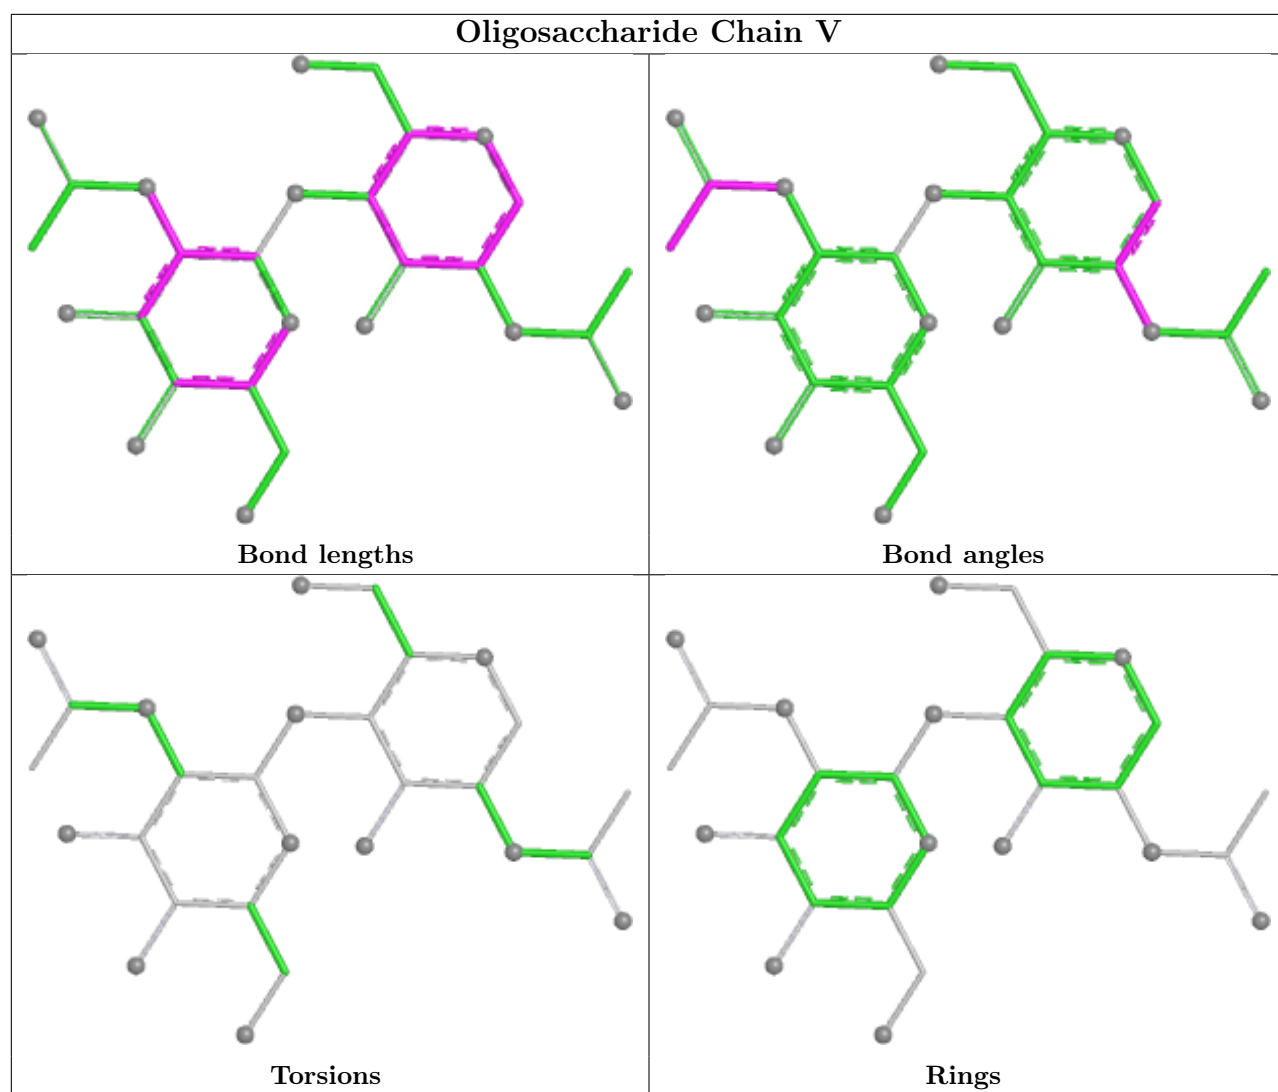 Oligosaccharide Chain V
Bond lengths
Bond angles
Torsions
Rings